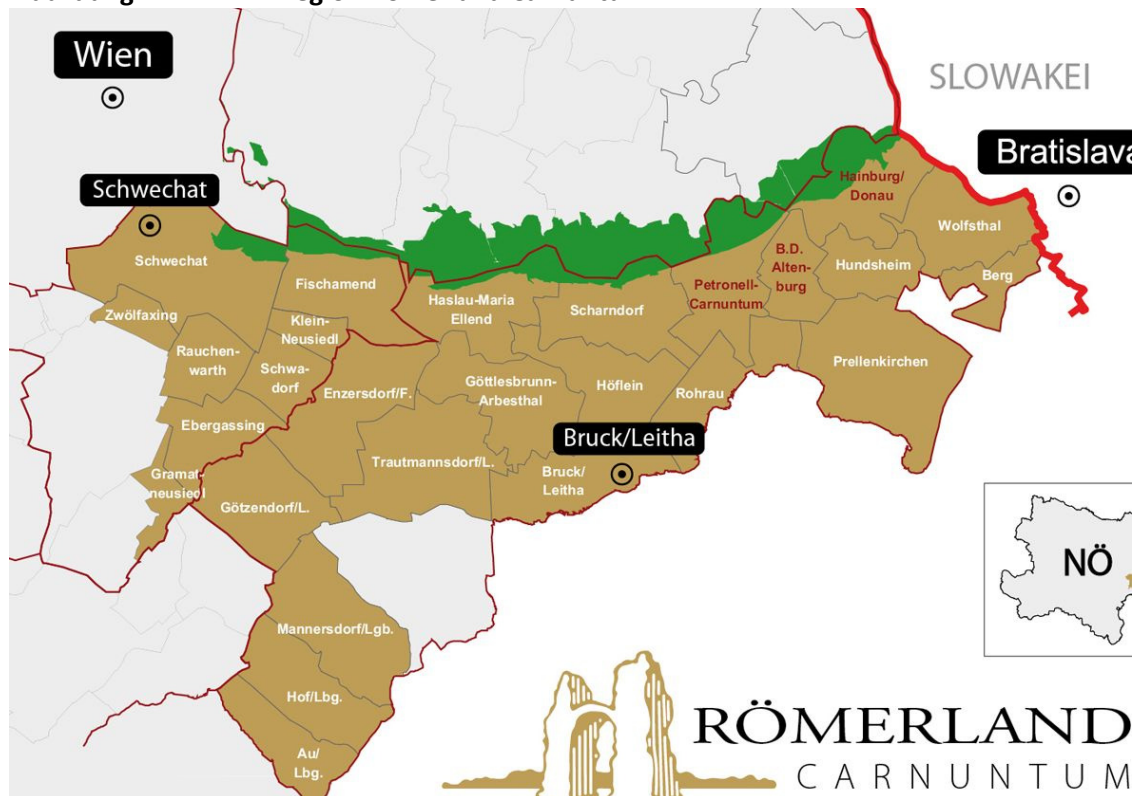 Wien
SLOWAKEI
Bratislava
Schwechat
Hainburg/
Donau
Wolfsthal
B.D.
Alten-
burg
Schwechat
Hundsheim
Berg
Fischamend
Petronell-
Carnuntum
Haslau-Maria
Ellend
Scharndorf
Zwölfaxing
Klein-
Neusiedl
Rauchen-
warth
Schwa-
dorf
Prellenkirchen
Enzersdorf/F.
Göttlesbrunn-
Arbesthal
Höflein
Rohrau
Ebergassing
Bruck/Leitha
Trautmannsdorf/L.
Bruck/
Leitha
Gramat-
neusiedl
Götzendorf/L.
NÖ
Mannersdorf/Lgb.
Hof/Lbg.
Au/
Lbg.
RÖMERLAND
CARNUNTUM